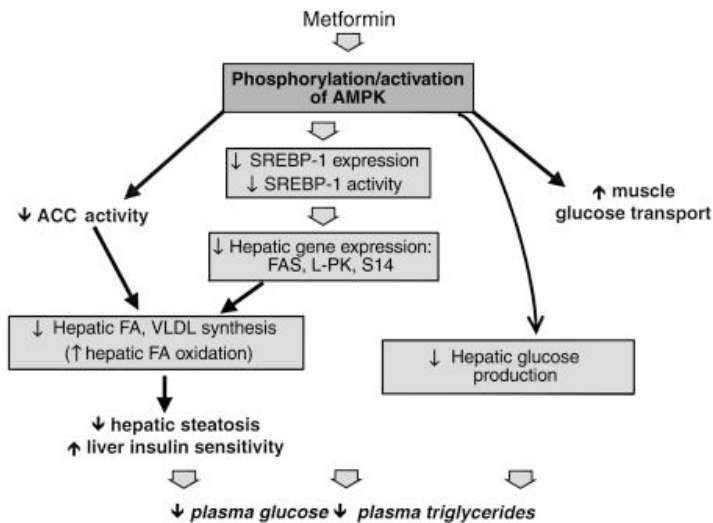 Metformin
Phosphorylation/activation
of AMPK
↓ SREBP-1 expression
↓ SREBP-1 activity
↓ ACC activity
↑ muscle
glucose transport
↓ Hepatic gene expression:
FAS, L-PK, S14
↓ Hepatic FA, VLDL synthesis
(↑ hepatic FA oxidation)
↓ Hepatic glucose
production
↓ hepatic steatosis
↑ liver insulin sensitivity
↓ plasma glucose ↓ plasma triglycerides